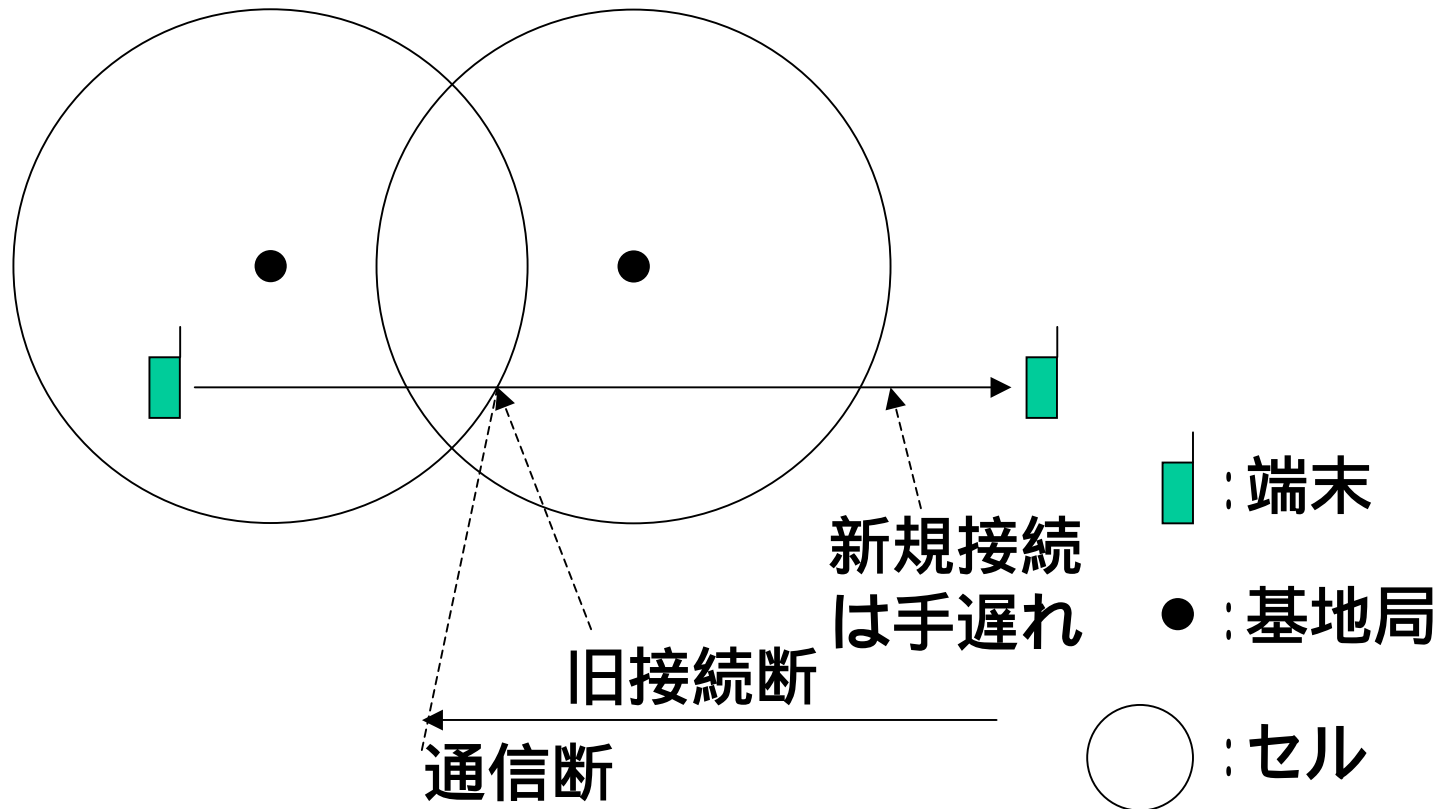 新規接続
は手遅れ
旧接続断
通信断
:端末
:基地局
:セル